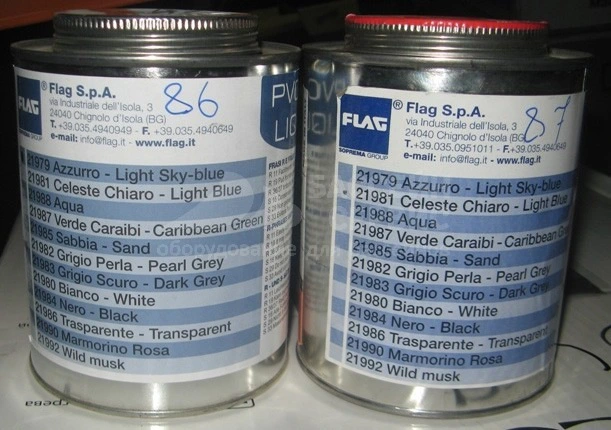 FLAG
® Flag S.p.A.
via Industriale dell'Isola, 3
24040 Chignolo d'Isola (BG)
T. +39.035.4940949 - F. +39.035.4940649
e-mail: info@flag.it - www.flag.it
SOPREMA GROUP
86
PVC
LIQ
21979 Azzurro - Light Sky-blue
21981 Celeste Chiaro - Light Blue
21988 Aqua
21987 Verde Caraibi - Caribbean Green
21985 Sabbia - Sand
21982 Grigio Perla - Pearl Grey
21983 Grigio Scuro - Dark Grey
21980 Bianco - White
21984 Nero - Black
21986 Trasparente - Transparent
21990 Marmorino Rosa
21992 Wild musk
FLAG
® Flag S.p.A.
via Industriale dell'Isola, 3
24040 Chignolo d'Isola (BG)
T. +39.035.0951011 - F. +39.035.4940649
e-mail: info@flag.it - www.flag.it
SOPREMA GROUP
87
21979 Azzurro - Light Sky-blue
21981 Celeste Chiaro - Light Blue
21988 Aqua
21987 Verde Caraibi - Caribbean Green
21985 Sabbia - Sand
21982 Grigio Perla - Pearl Grey
21983 Grigio Scuro - Dark Grey
21980 Bianco - White
21984 Nero - Black
21986 Trasparente - Transparent
21990 Marmorino Rosa
21992 Wild musk
оборудование для
грева